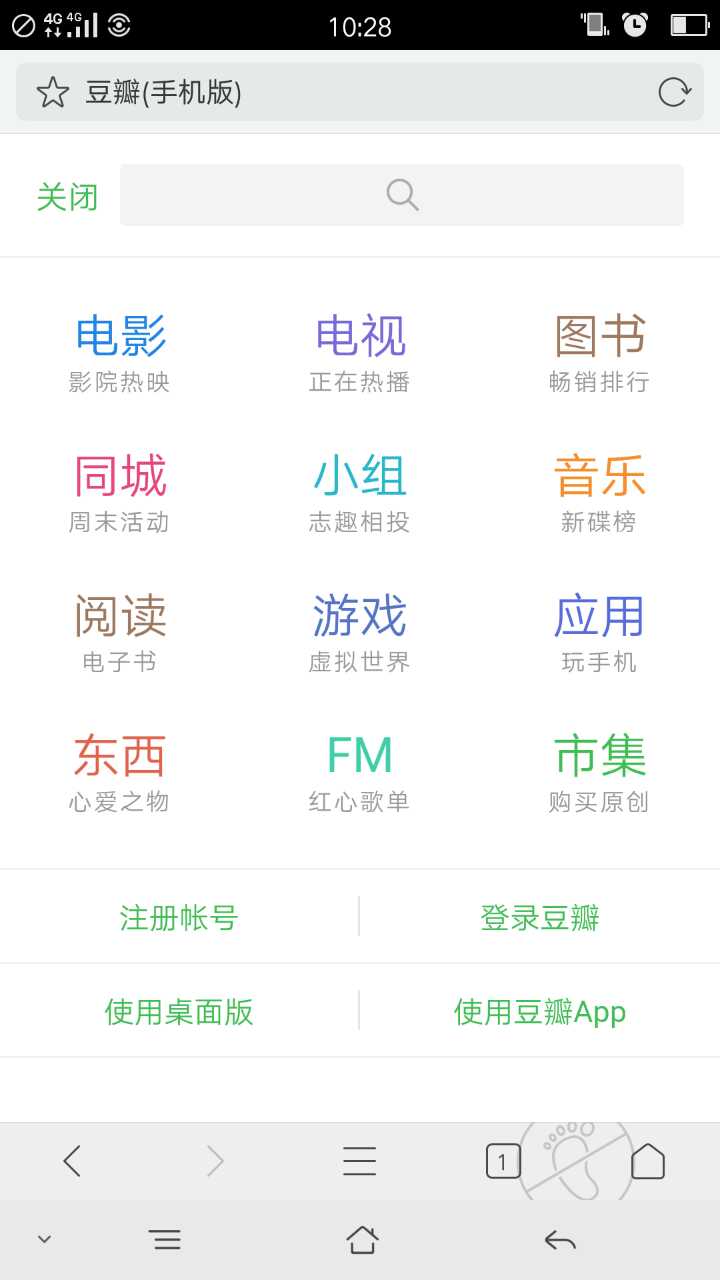 4G 4G 10:28
豆瓣(手机版)
关闭
电影 电视 图书
影院热映 正在热播 畅销排行
同城 小组 音乐
周末活动 志趣相投 新碟榜
阅读 游戏 应用
电子书 虚拟世界 玩手机
东西 FM 市集
心爱之物 红心歌单 购买原创
注册帐号 登录豆瓣
使用桌面版 使用豆瓣App
1